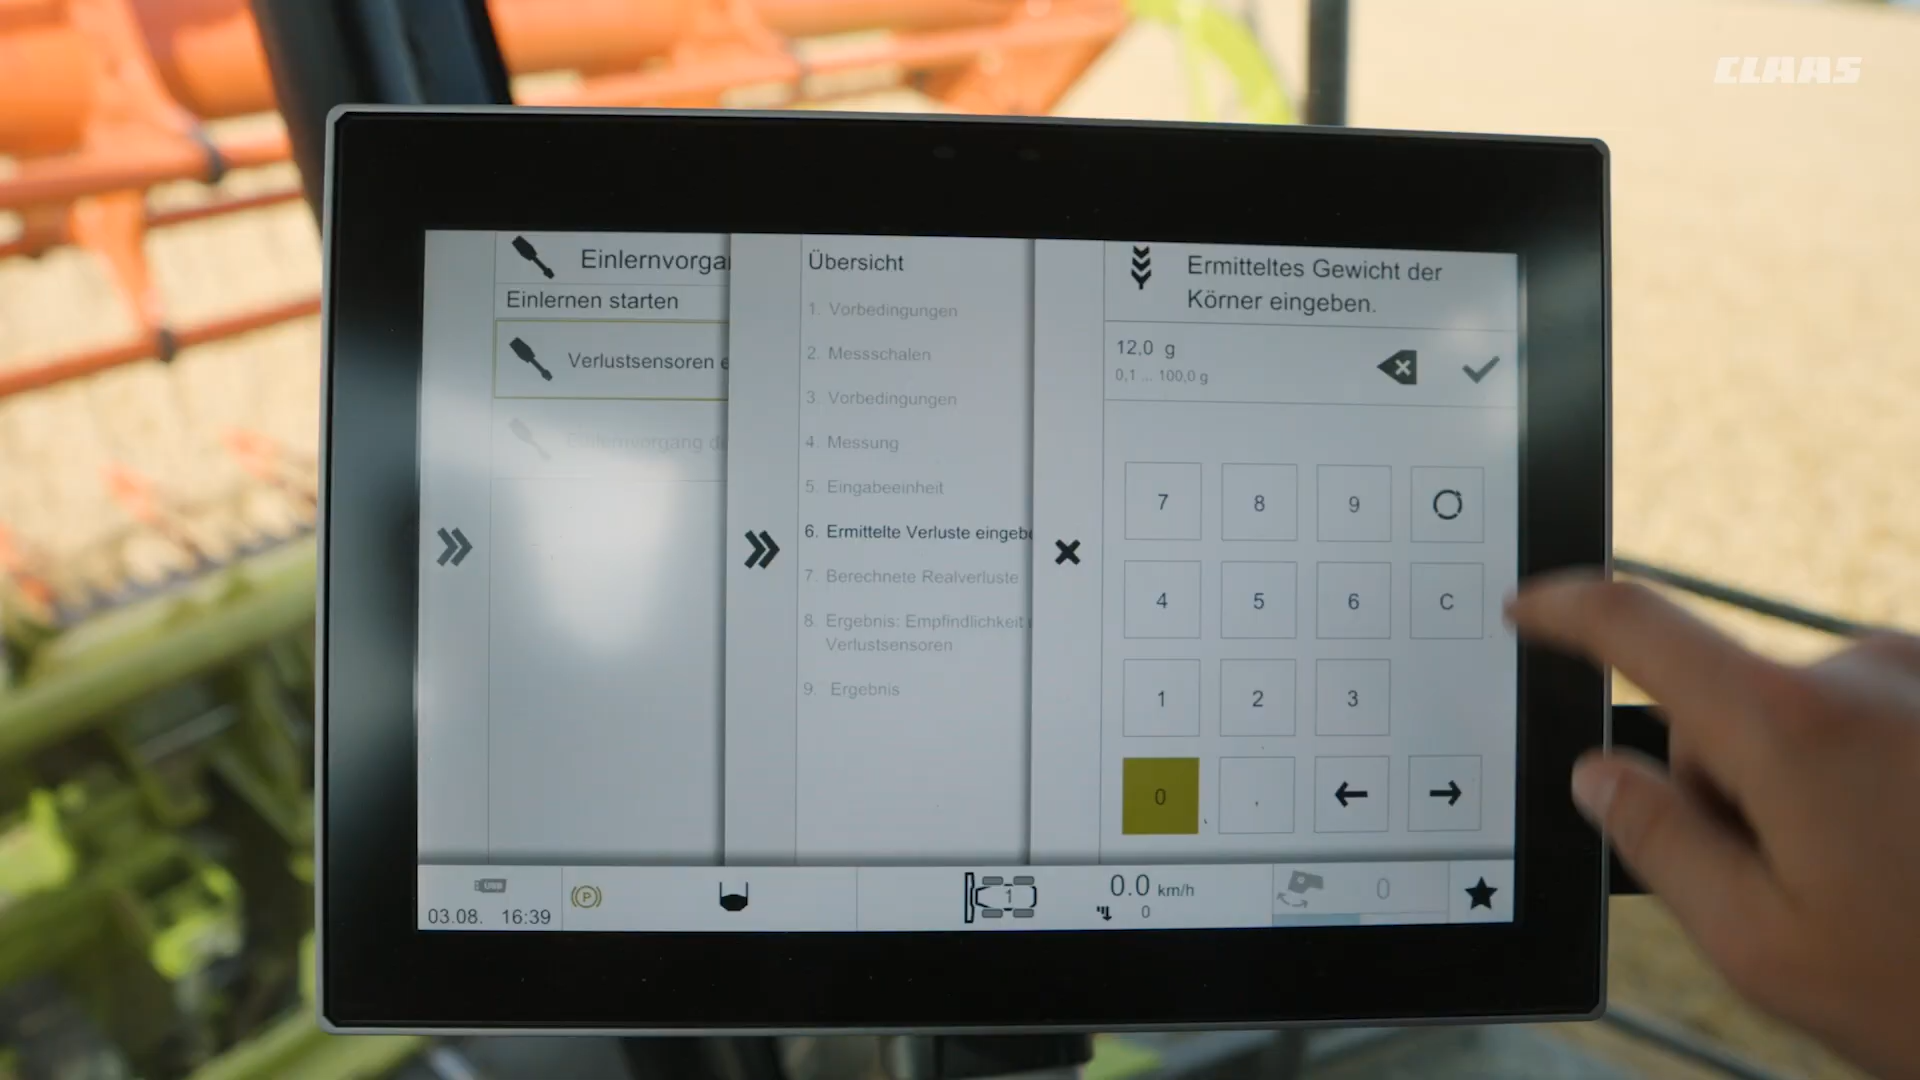 CLAAS
Einlernvorga
Einlernen starten
Verlustsensoren e
Einlernvorgang d
Übersicht
1. Vorbedingungen
2. Messschalen
3. Vorbedingungen
4. Messung
5. Eingabeeinheit
6. Ermittelte Verluste eingeb
7. Berechnete Realverluste
8. Ergebnis: Empfindlichkeit
Verlustsensoren
9. Ergebnis
Ermitteltes Gewicht der
Körner eingeben.
12,0 g
0,1 ... 100,0 g
7 8 9
4 5 6 C
1 2 3
0 .
USB
03.08. 16:39
P
1
0.0 km/h
0
0